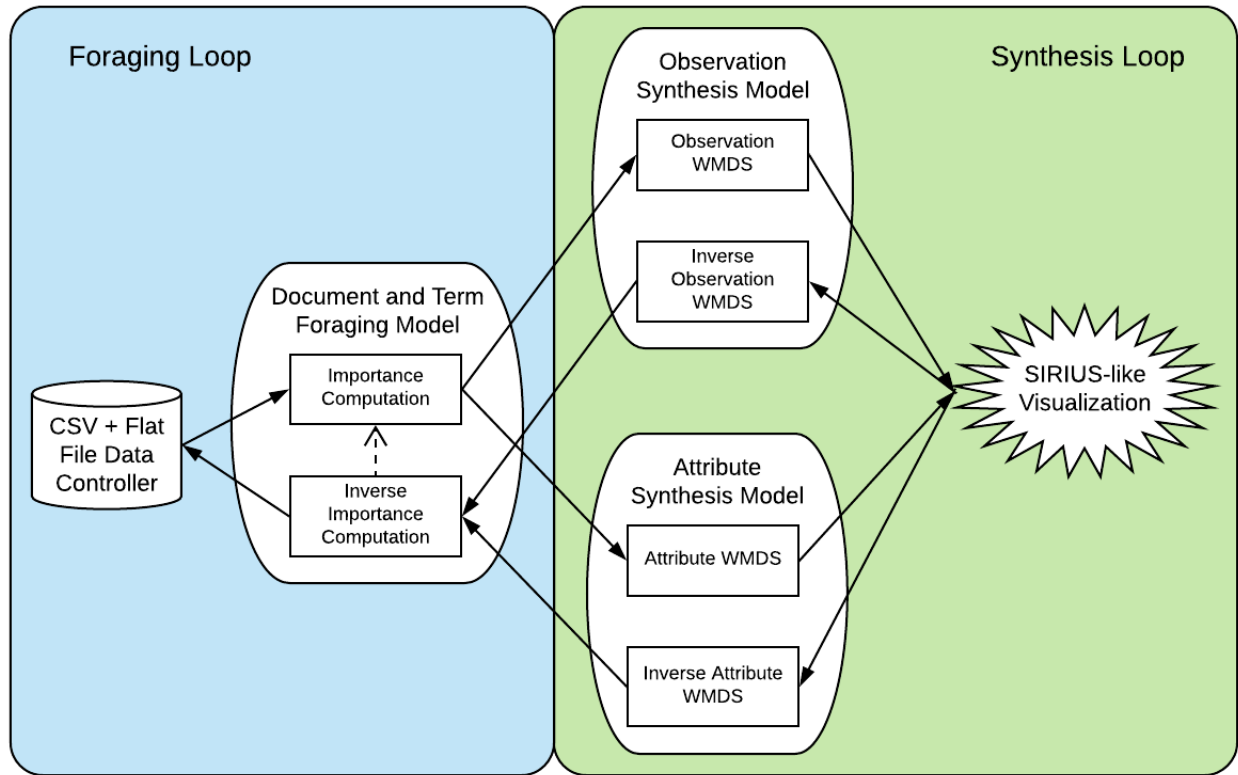 Foraging Loop
Synthesis Loop
Observation
Synthesis Model
Observation
WMDS
Inverse
Observation
WMDS
Document and Term
Foraging Model
Importance
Computation
Inverse
Importance
Computation
CSV + Flat
File Data
Controller
SIRIUS-like
Visualization
Attribute
Synthesis Model
Attribute WMDS
Inverse Attribute
WMDS